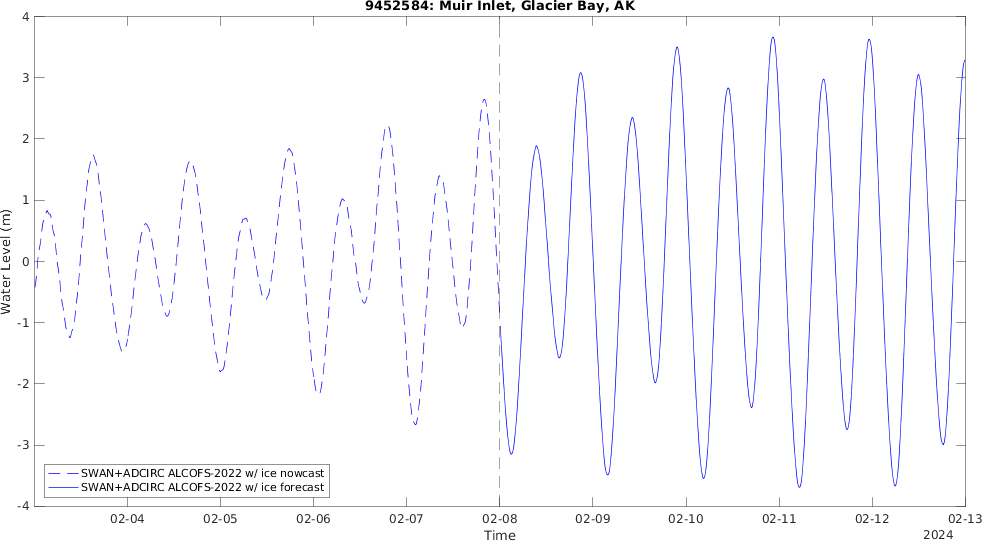 9452584: Muir Inlet, Glacier Bay, AK
4
3
2
1
0
-1
-2
-3
-4
Water Level (m)
SWAN+ADCIRC ALCOFS-2022 w/ ice nowcast
SWAN+ADCIRC ALCOFS-2022 w/ ice forecast
02-04 02-05 02-06 02-07 02-08 02-09 02-10 02-11 02-12 02-13
Time
2024